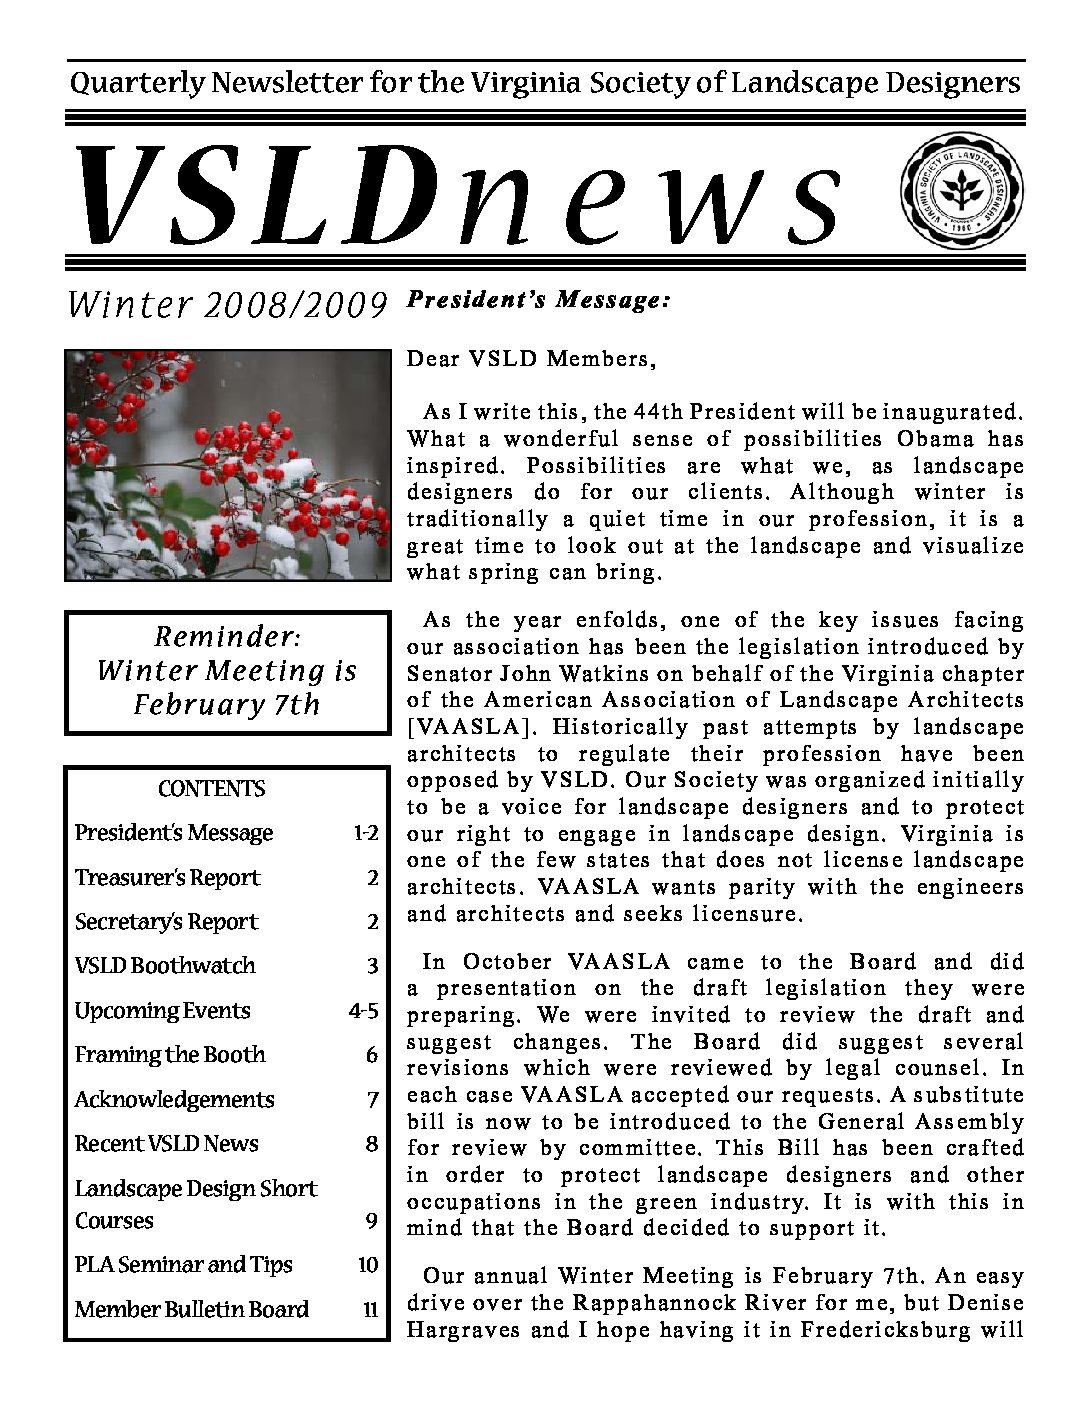 Quarterly Newsletter for the Virginia Society of Landscape Designers
VSLDnews
VIRGINIA SOCIETY OF LANDSCAPE DESIGNERS
• FOUNDED •
1960
Winter 2008/2009
Reminder:
Winter Meeting is
February 7th
CONTENTS
President's Message 1-2
Treasurer's Report 2
Secretary's Report 2
VSLD Boothwatch 3
Upcoming Events 4-5
Framing the Booth 6
Acknowledgements 7
Recent VSLD News 8
Landscape Design Short
Courses 9
PLA Seminar and Tips 10
Member Bulletin Board 11
President's Message:
Dear VSLD Members,
As I write this, the 44th President will be inaugurated.
What a wonderful sense of possibilities Obama has
inspired. Possibilities are what we, as landscape
designers do for our clients. Although winter is
traditionally a quiet time in our profession, it is a
great time to look out at the landscape and visualize
what spring can bring.
As the year enfolds, one of the key issues facing
our association has been the legislation introduced by
Senator John Watkins on behalf of the Virginia chapter
of the American Association of Landscape Architects
[VAASLA]. Historically past attempts by landscape
architects to regulate their profession have been
opposed by VSLD. Our Society was organized initially
to be a voice for landscape designers and to protect
our right to engage in landscape design. Virginia is
one of the few states that does not license landscape
architects. VAASLA wants parity with the engineers
and architects and seeks licensure.
In October VAASLA came to the Board and did
a presentation on the draft legislation they were
preparing. We were invited to review the draft and
suggest changes. The Board did suggest several
revisions which were reviewed by legal counsel. In
each case VAASLA accepted our requests. A substitute
bill is now to be introduced to the General Assembly
for review by committee. This Bill has been crafted
in order to protect landscape designers and other
occupations in the green industry. It is with this in
mind that the Board decided to support it.
Our annual Winter Meeting is February 7th. An easy
drive over the Rappahannock River for me, but Denise
Hargraves and I hope having it in Fredericksburg will